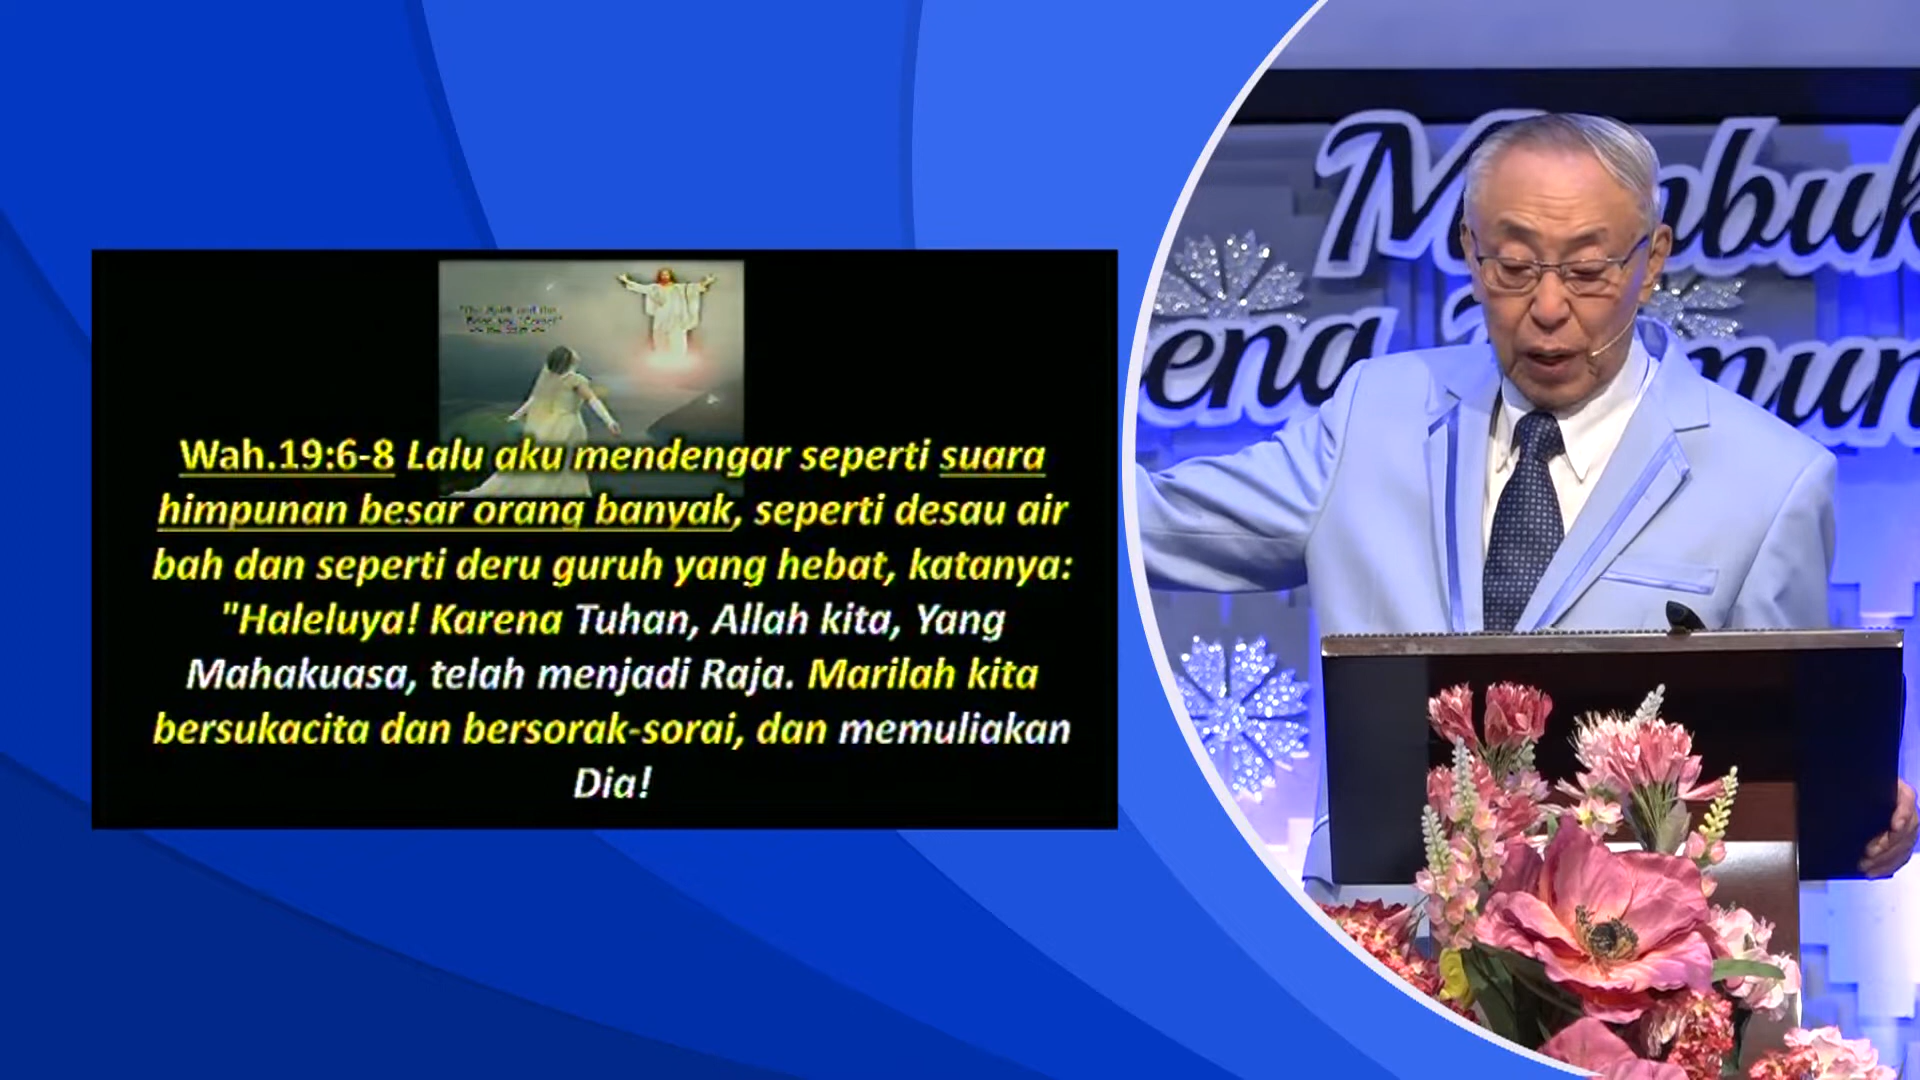 Wah.19:6-8 Lalu aku mendengar seperti suara
himpunan besar orang banyak, seperti desau air
bah dan seperti deru guruh yang hebat, katanya:
"Haleluya! Karena Tuhan, Allah kita, Yang
Mahakuasa, telah menjadi Raja. Marilah kita
bersukacita dan bersorak-sorai, dan memuliakan
Dia!